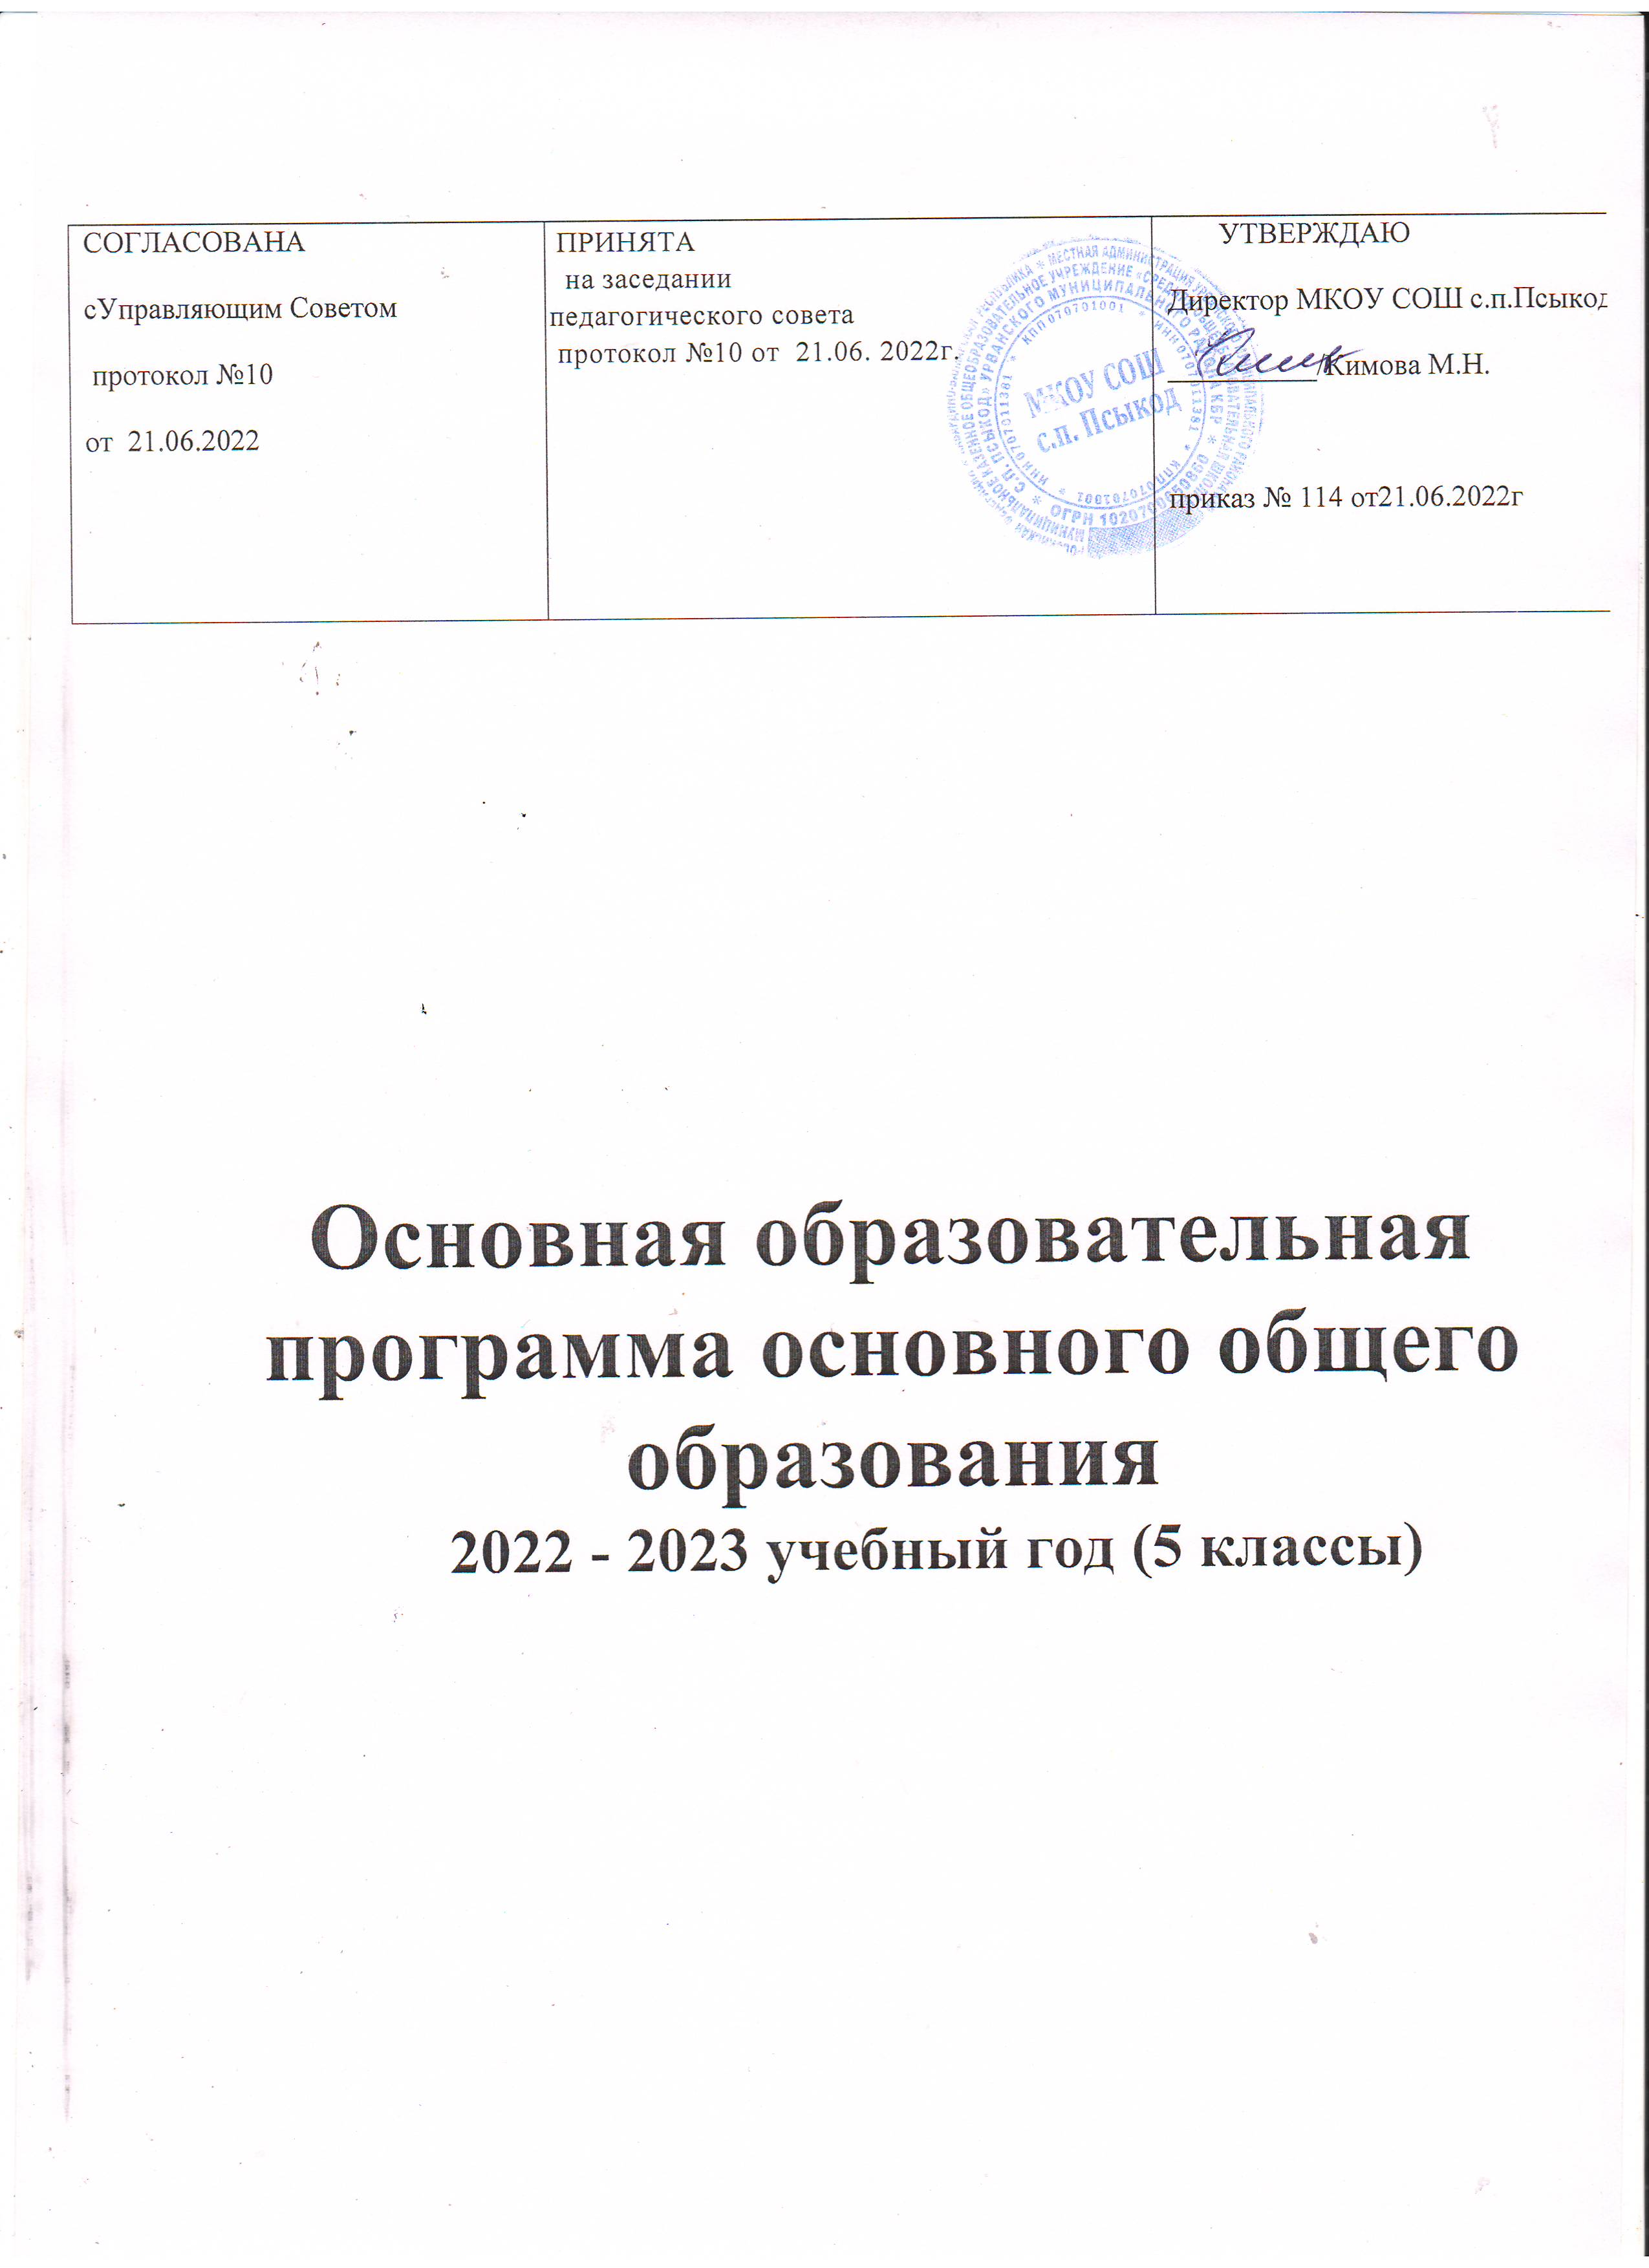 СОГЛАСОВАНА
сУправляющим Советом
протокол №10
от 21.06.2022
ПРИНЯТА
на заседании
педагогического совета
протокол №10 от 21.06. 2022г.
УТВЕРЖДАЮ
Директор МКОУ СОШ с.п.Псыкод
/Кимова М.Н.
приказ № 114 от21.06.2022г
МКОУ СОШ
с.п. Псыкод
Основная образовательная
программа основного общего
образования
2022 - 2023 учебный год (5 классы)